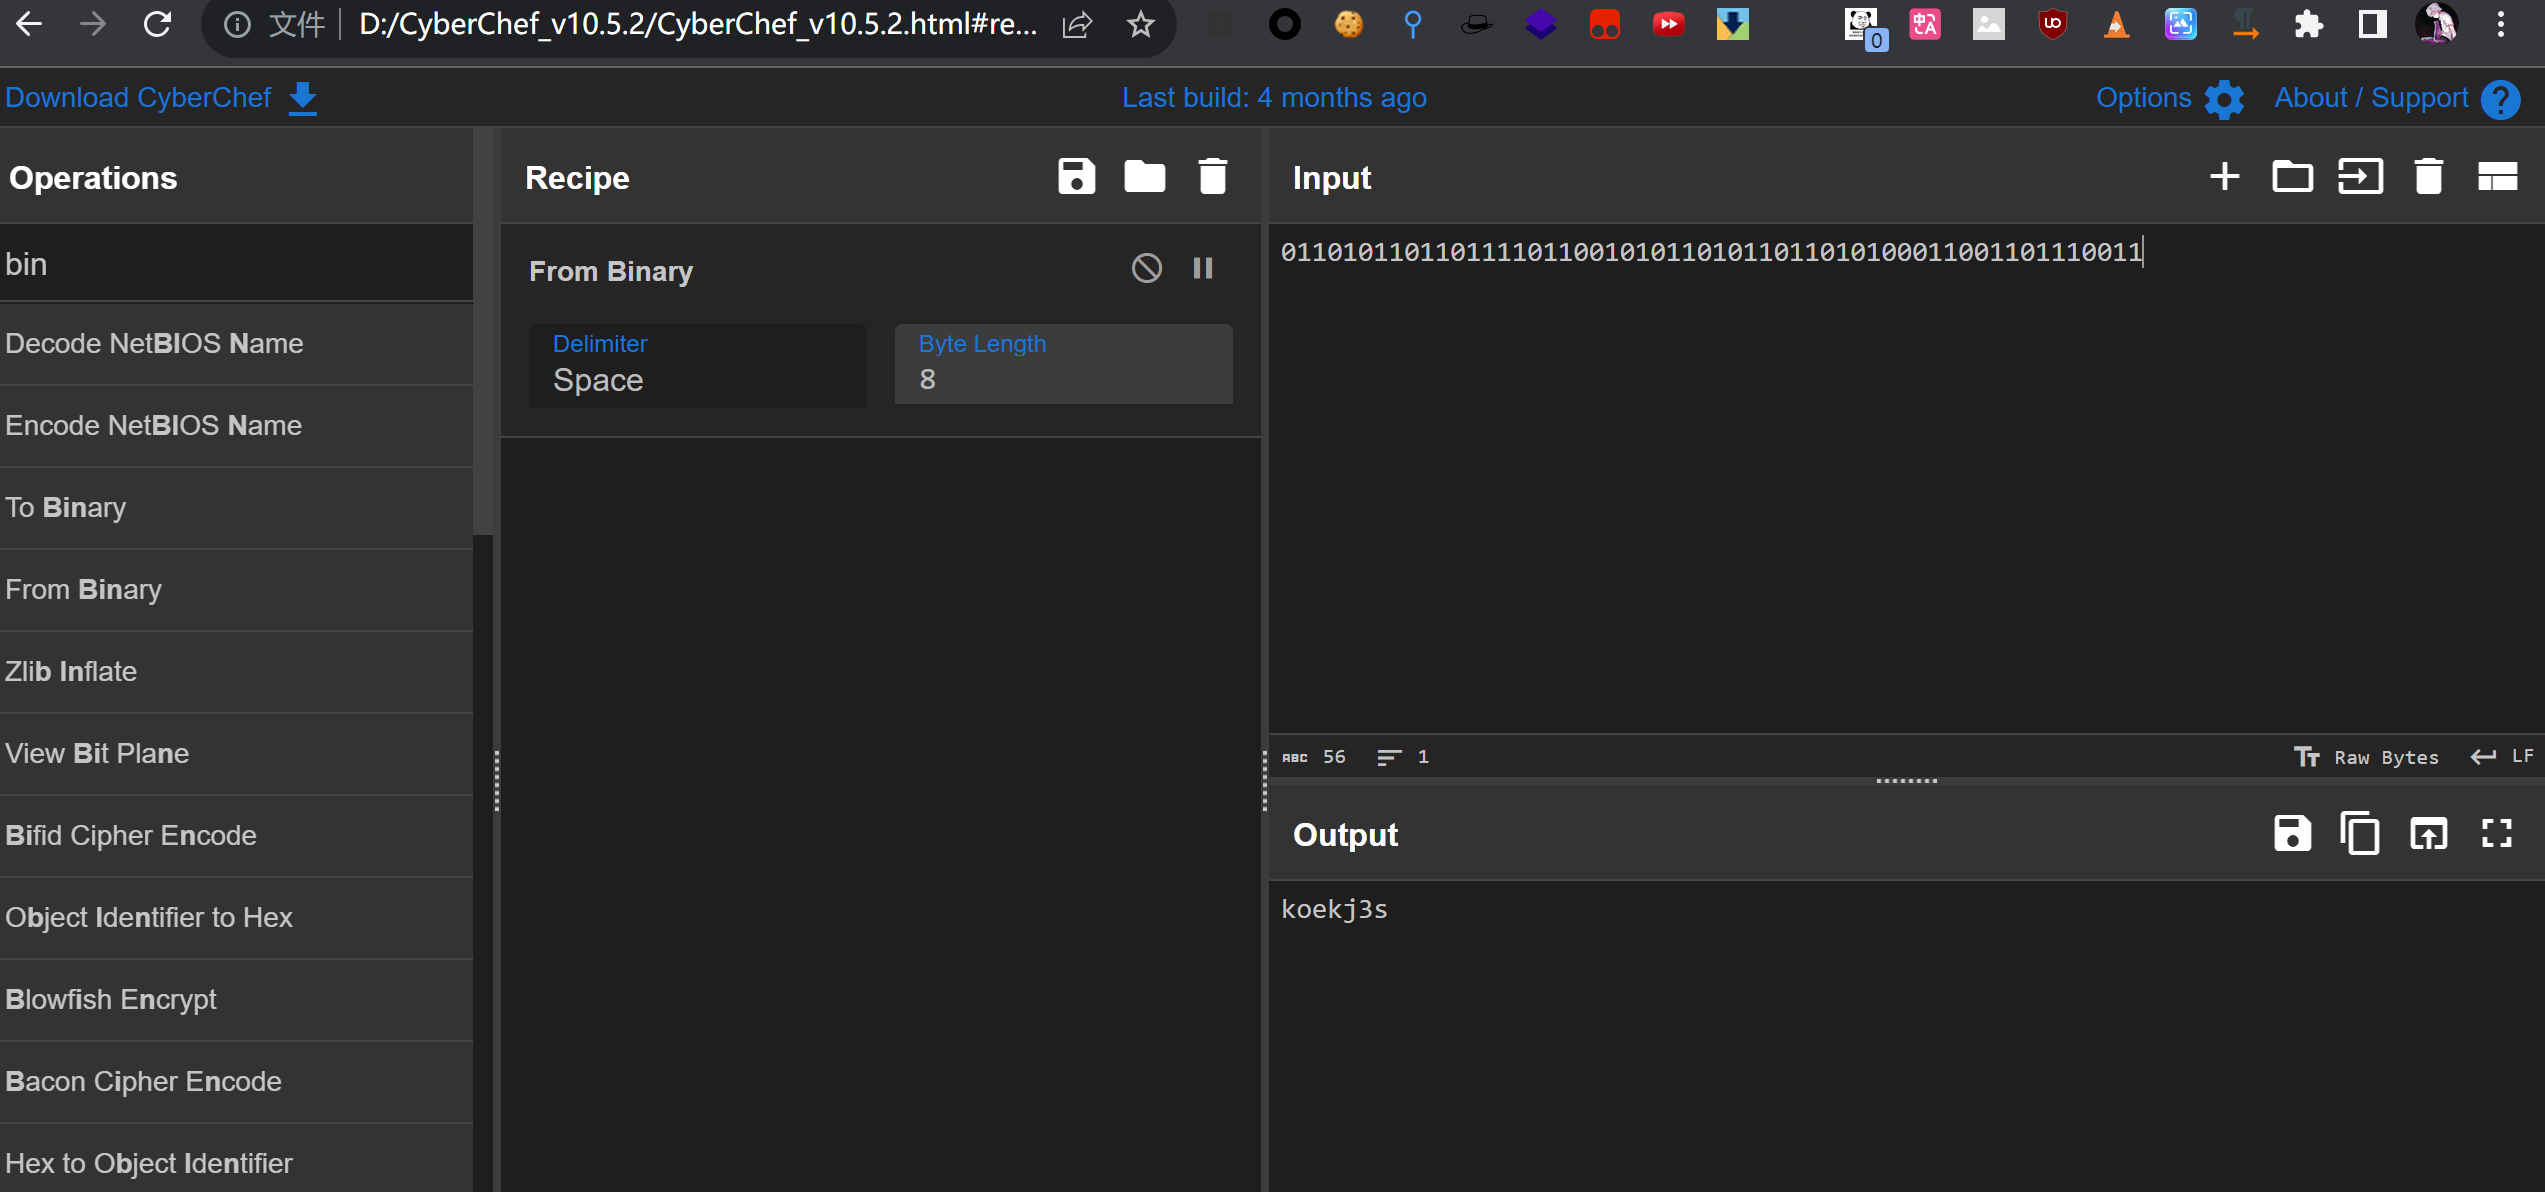 文件 D:/CyberChef_v10.5.2/CyberChef_v10.5.2.html#re...
0
Download CyberChef
Last build: 4 months ago
Options
About / Support
Operations
Recipe
Input
bin
Decode NetBIOS Name
Encode NetBIOS Name
To Binary
From Binary
Zlib Inflate
View Bit Plane
Bifid Cipher Encode
Object Identifier to Hex
Blowfish Encrypt
Bacon Cipher Encode
Hex to Object Identifier
From Binary
Delimiter
Space
Byte Length
8
01101011011011110110010101101011011010100011001101110011
ABC 56 1
Raw Bytes LF
Output
koekj3s